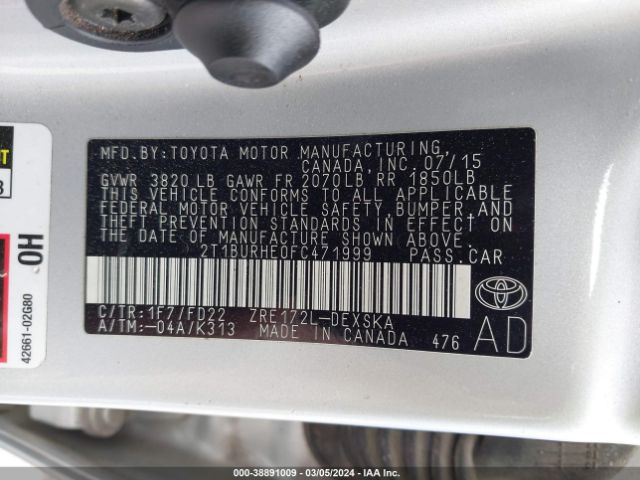 MFD.BY:TOYOTA MOTOR MANUFACTURING,
CANADA,INC. 07/15
GVWR 3820 LB GAWR FR 2070LB RR 1850LB
THIS VEHICLE CONFORMS TO ALL APPLICABLE
FEDERAL MOTOR VEHICLE SAFETY,BUMPER,AND
THEFT PREVENTION STANDARDS IN EFFECT ON
THE DATE OF MANUFACTURE SHOWN ABOVE.
2T1BURHE0FC471999 PASS.CAR
C/TR:1F7/FD22 ZRE172L-DEXSKA
A/TM:-04A/K313 MADE IN CANADA 476
AD
OH
42661-02G80
000-38891009 - 03/05/2024 - IAA Inc.